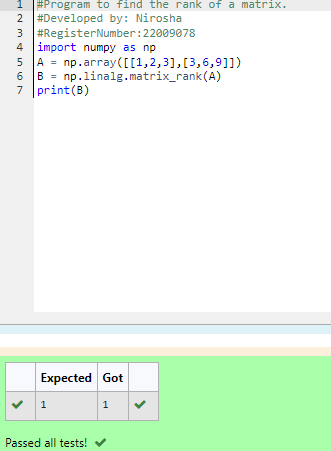 1 #Program to find the rank of a matrix.
2 #Developed by: Nirosha
3 #RegisterNumber:22009078
4 import numpy as np
5 A = np.array([[1,2,3],[3,6,9]])
6 B = np.linalg.matrix_rank(A)
7 print(B)
Expected Got
1 1
Passed all tests!